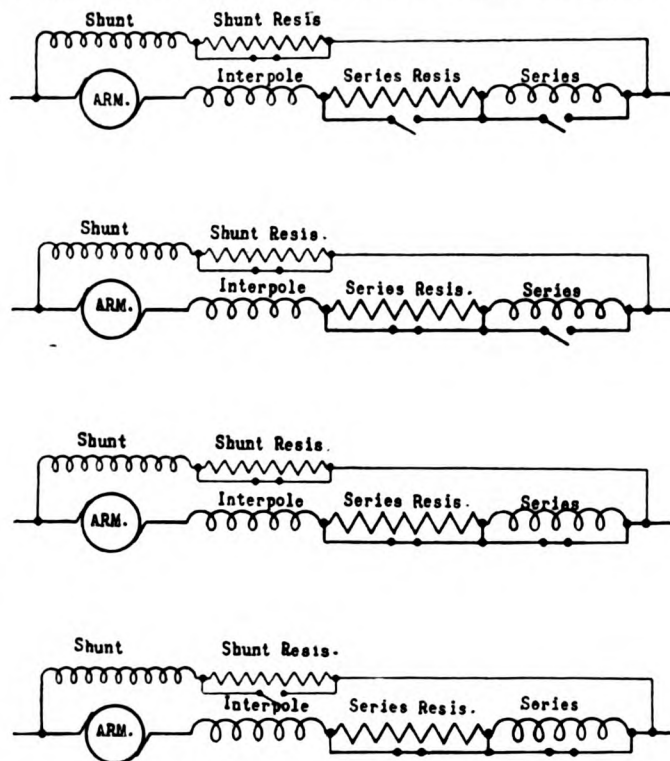 Shunt
Shunt Resis
ARM.
Interpole
Series Resis
Series
Shunt
Shunt Resis.
ARM.
Interpole
Series Resis.
Series
Shunt
Shunt Resis.
ARM.
Interpole
Series Resis.
Series
Shunt
Shunt Resis.
ARM.
Interpole
Series Resis.
Series